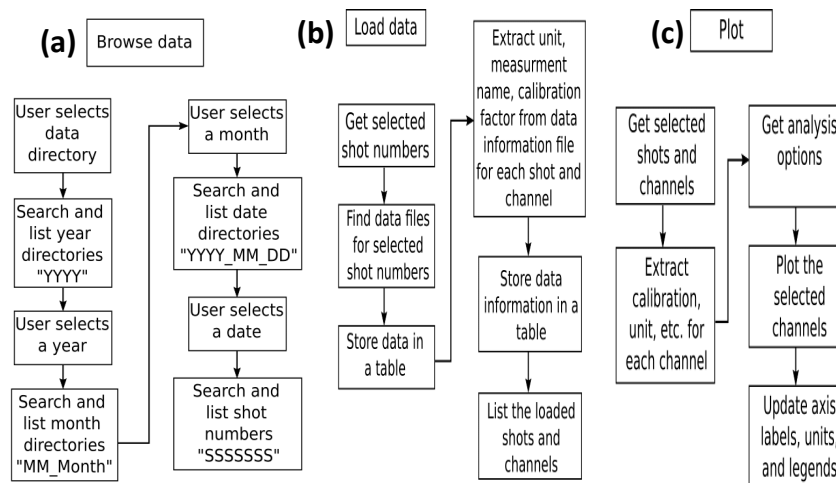 (a)
Browse data
User selects
data
directory
Search and
list year
directories
"YYYY"
User selects
a year
Search and
list month
directories
"MM_Month"
User selects
a month
Search and
list date
directories
"YYYY_MM_DD"
User selects
a date
Search and
list shot
numbers
"SSSSSSS"
(b)
Load data
Get selected
shot numbers
Find data files
for selected
shot numbers
Store data in
a table
Extract unit,
measurment
name, calibration
factor from data
information file
for each shot and
channel
Store data
information in a
table
List the loaded
shots and
channels
(c)
Plot
Get selected
shots and
channels
Extract
calibration,
unit, etc. for
each channel
Get analysis
options
Plot the
selected
channels
Update axis
labels, units,
and legends